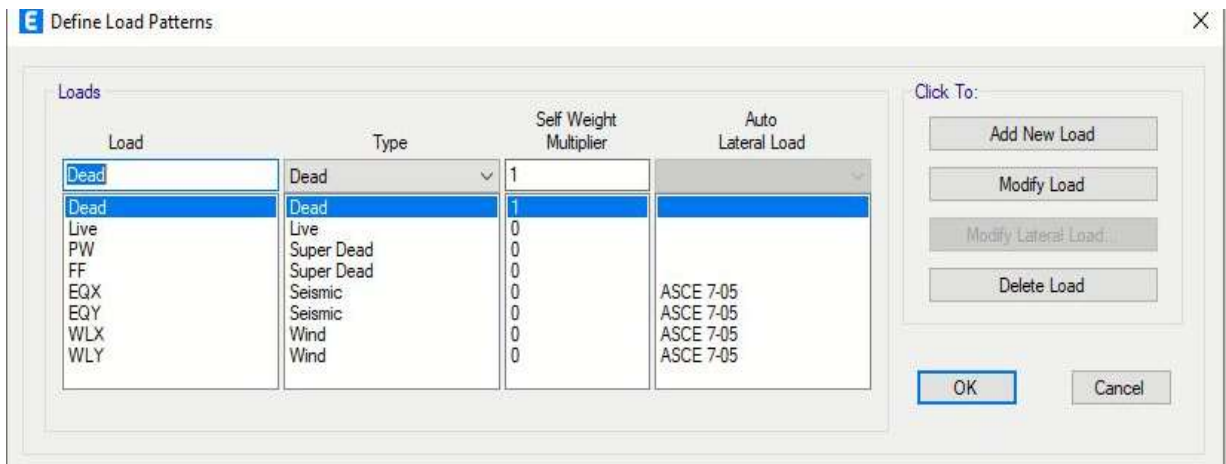 E Define Load Patterns
Loads
Load Type Self Weight Multiplier Auto Lateral Load
Dead Dead 1
Dead Dead 1
Live Live 0
PW Super Dead 0
FF Super Dead 0
EQX Seismic 0 ASCE 7-05
EQY Seismic 0 ASCE 7-05
WLX Wind 0 ASCE 7-05
WLY Wind 0 ASCE 7-05
Click To:
Add New Load
Modify Load
Modify Lateral Load...
Delete Load
OK Cancel